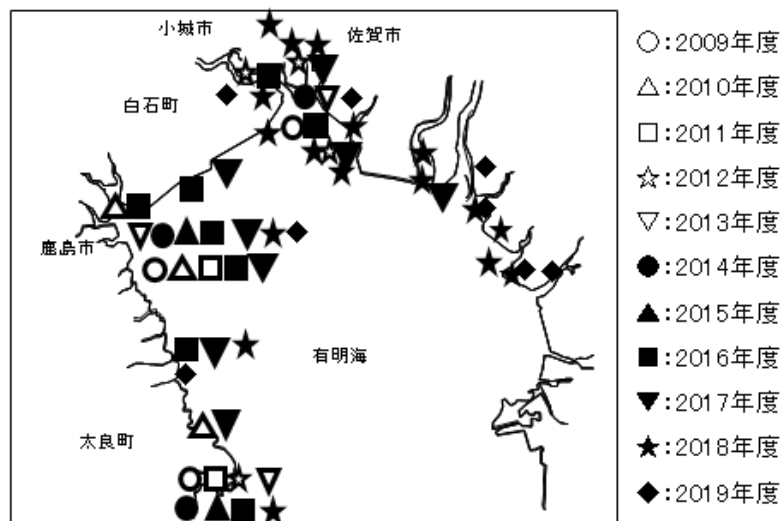 小城市
佐賀市
白石町
鹿島市
有明海
太良町
○:2009年度
△:2010年度
□:2011年度
☆:2012年度
▽:2013年度
●:2014年度
▲:2015年度
■:2016年度
▼:2017年度
★:2018年度
◆:2019年度